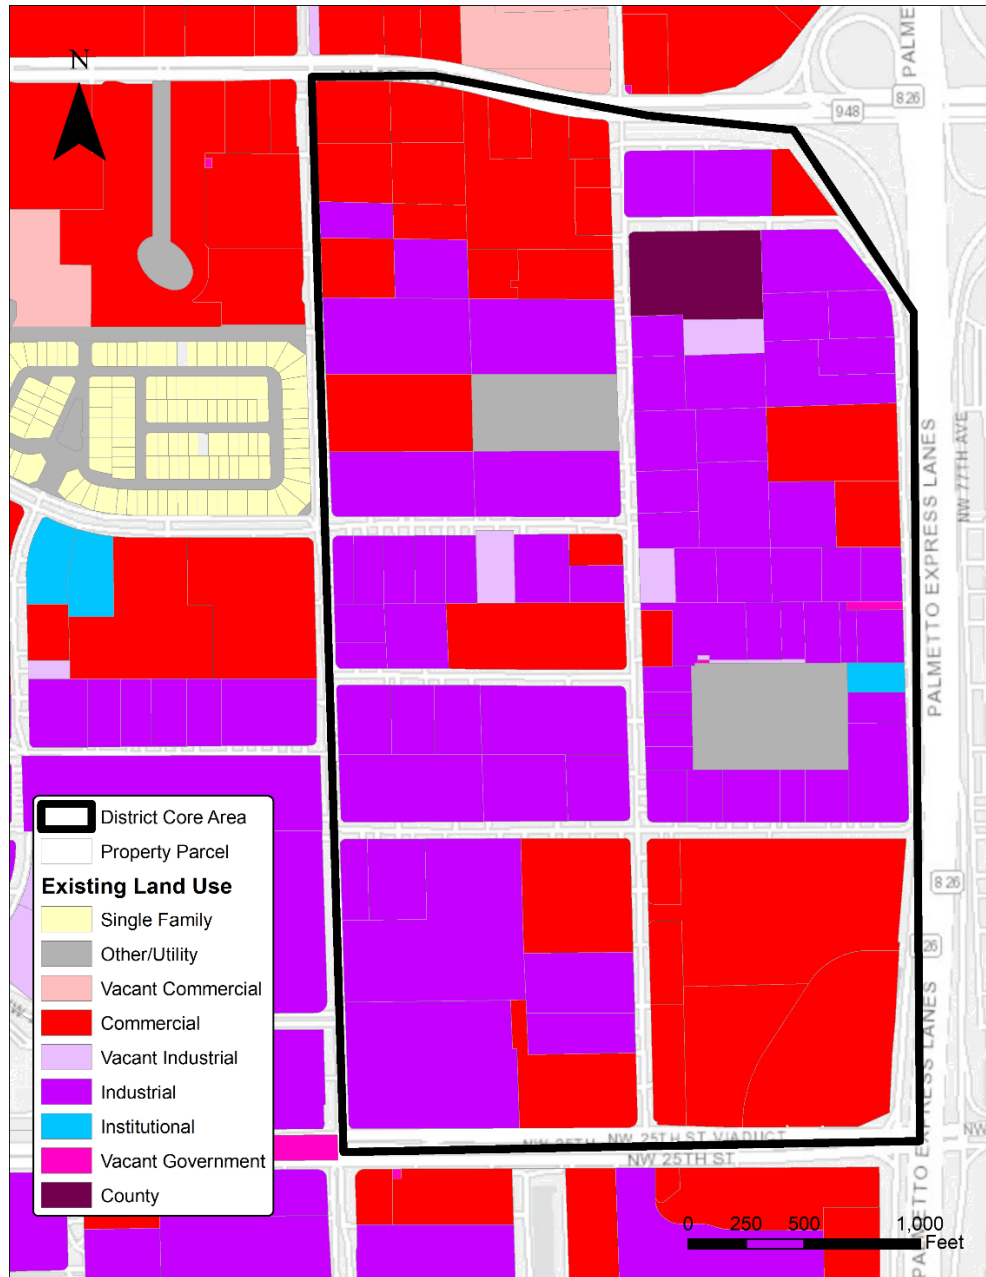 N
PALME
826
948
PALMETTO EXPRESS LANES
NW 77TH AVE
826
26
PALMETTO EXPRESS LANES
NW 25TH ST VIADUCT
NW 25TH ST
NW
District Core Area
Property Parcel
Existing Land Use
Single Family
Other/Utility
Vacant Commercial
Commercial
Vacant Industrial
Industrial
Institutional
Vacant Government
County
0 250 500 1,000
Feet